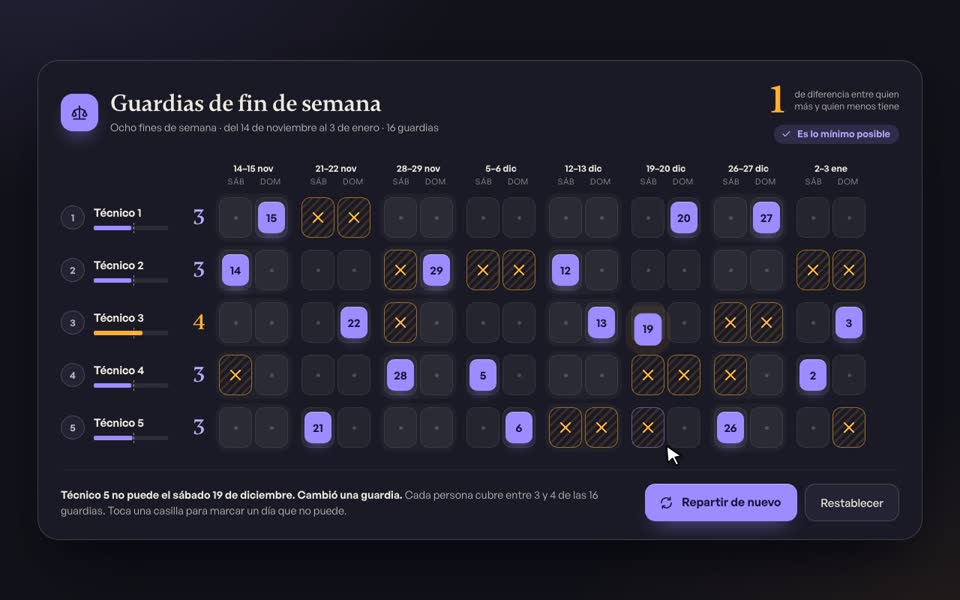 Guardias de fin de semana
Ocho fines de semana · del 14 de noviembre al 3 de enero · 16 guardias
1 de diferencia entre quien
más y quien menos tiene
Es lo mínimo posible
14–15 nov 21–22 nov 28–29 nov 5–6 dic 12–13 dic 19–20 dic 26–27 dic 2–3 ene
SÁB DOM SÁB DOM SÁB DOM SÁB DOM SÁB DOM SÁB DOM SÁB DOM SÁB DOM
1 Técnico 1 3 15 20 27
2 Técnico 2 3 14 29 12
3 Técnico 3 4 22 13 19 3
4 Técnico 4 3 28 5 2
5 Técnico 5 3 21 6 26
Técnico 5 no puede el sábado 19 de diciembre. Cambió una guardia. Cada persona cubre entre 3 y 4 de las 16
guardias. Toca una casilla para marcar un día que no puede.
Repartir de nuevo
Restablecer